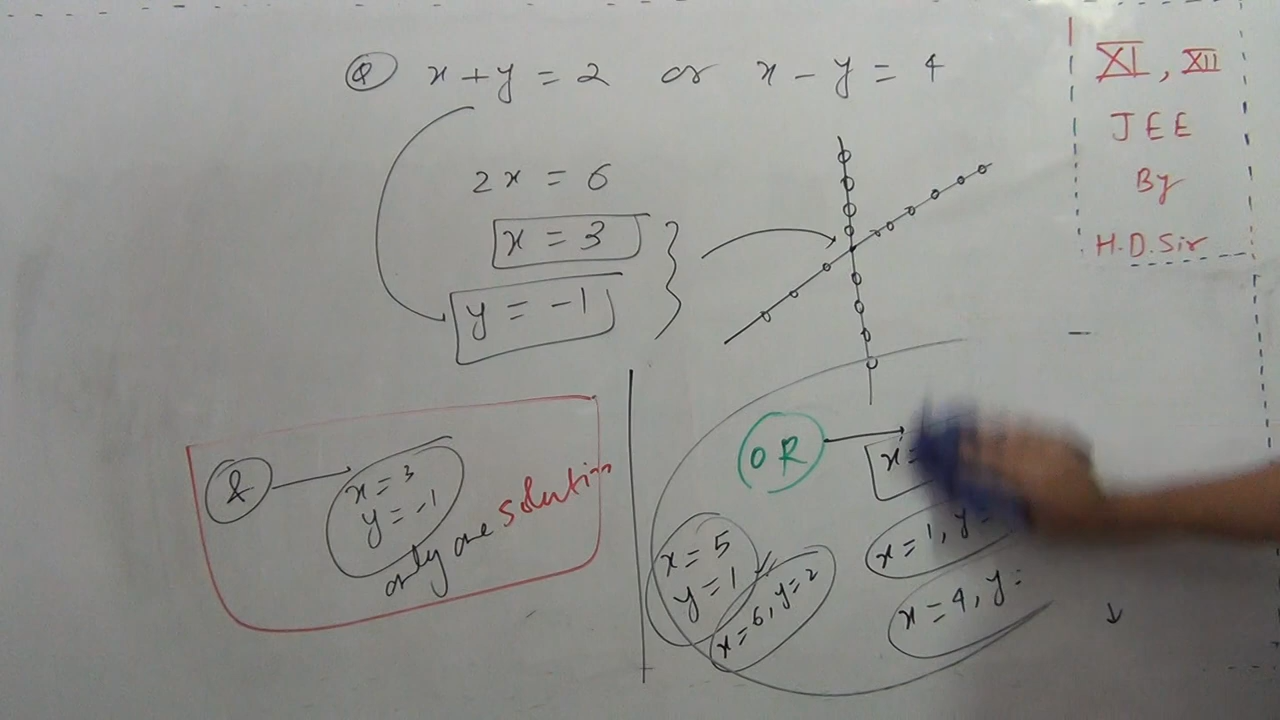 Q x + y = 2 or x - y = 4
2x = 6
x = 3
y = -1
& x = 3
y = -1
only one solution
OR x =
x = 5
y = 1
x = 6, y = 2
x = 1, y =
x = 4, y =
XI, XII
JEE
By
H.D.Sir